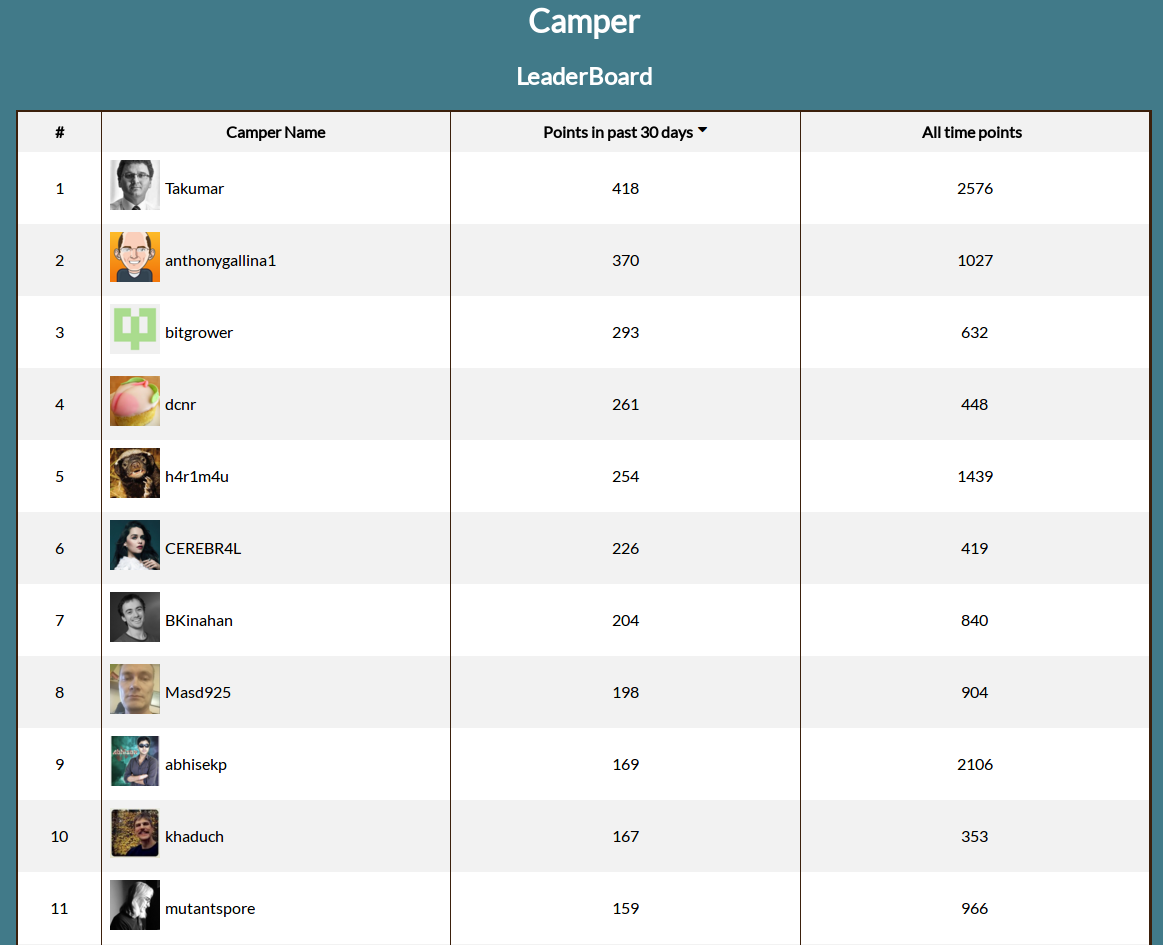 Camper
LeaderBoard
# Camper Name Points in past 30 days All time points
1 Takumar 418 2576
2 anthonygallina1 370 1027
3 bitgrower 293 632
4 dcnr 261 448
5 h4r1m4u 254 1439
6 CEREBR4L 226 419
7 BKinahan 204 840
8 Masd925 198 904
9 abhisekp 169 2106
10 khaduch 167 353
11 mutantspore 159 966